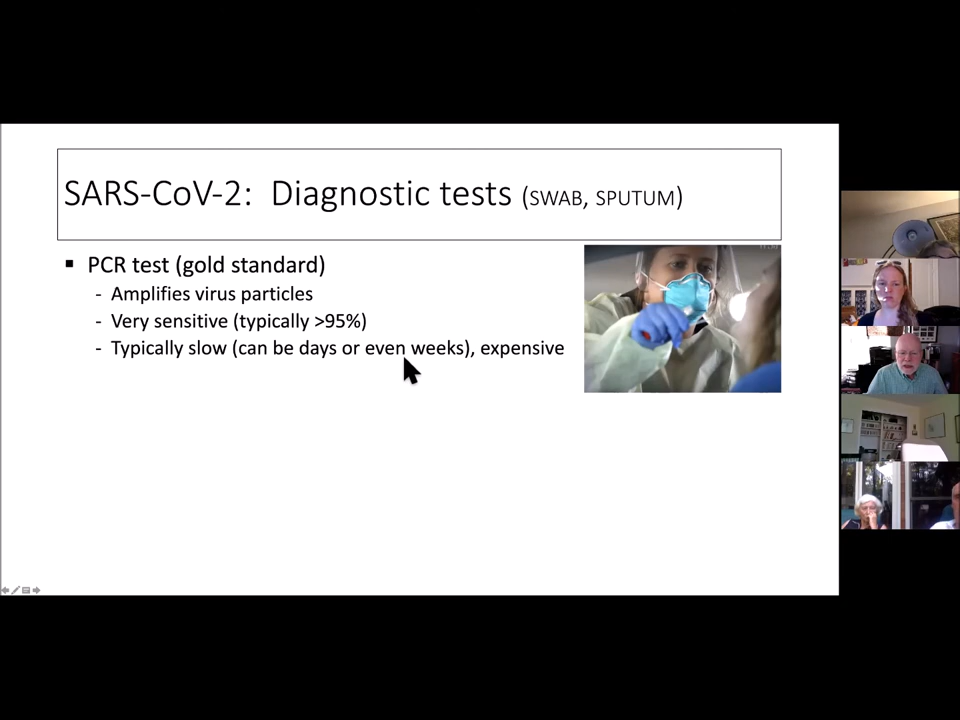 SARS-CoV-2: Diagnostic tests (SWAB, SPUTUM)
▪ PCR test (gold standard)
- Amplifies virus particles
- Very sensitive (typically >95%)
- Typically slow (can be days or even weeks), expensive